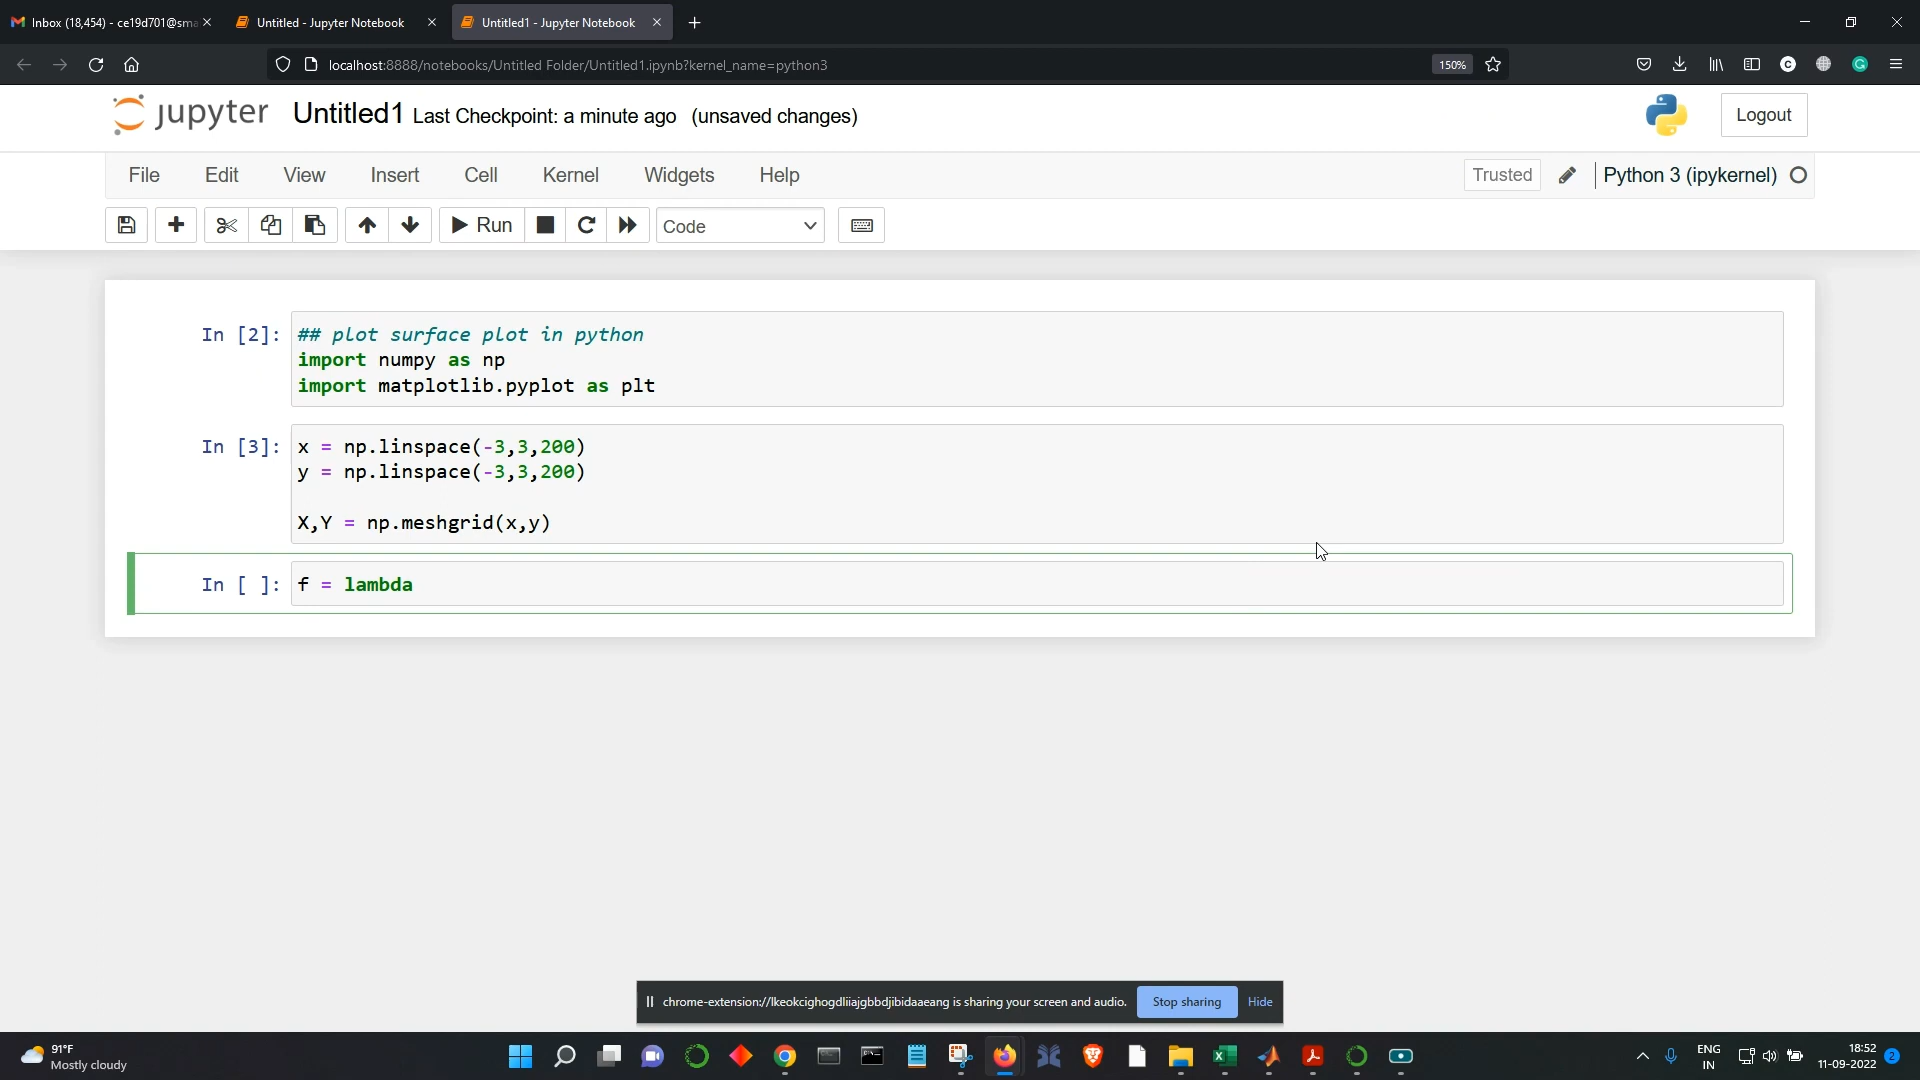 Inbox (18,454) - ce19d701@sma
Untitled - Jupyter Notebook
Untitled1 - Jupyter Notebook
localhost:8888/notebooks/Untitled Folder/Untitled1.ipynb?kernel_name=python3
150%
jupyter Untitled1 Last Checkpoint: a minute ago (unsaved changes)
Logout
File Edit View Insert Cell Kernel Widgets Help
Trusted
Python 3 (ipykernel)
Run
Code
In [2]: ## plot surface plot in python
import numpy as np
import matplotlib.pyplot as plt
In [3]: x = np.linspace(-3,3,200)
y = np.linspace(-3,3,200)
X,Y = np.meshgrid(x,y)
In [ ]: f = lambda
is sharing your screen and audio.
Stop sharing
Hide
91°F
Mostly cloudy
ENG
IN
18:52
11-09-2022
2